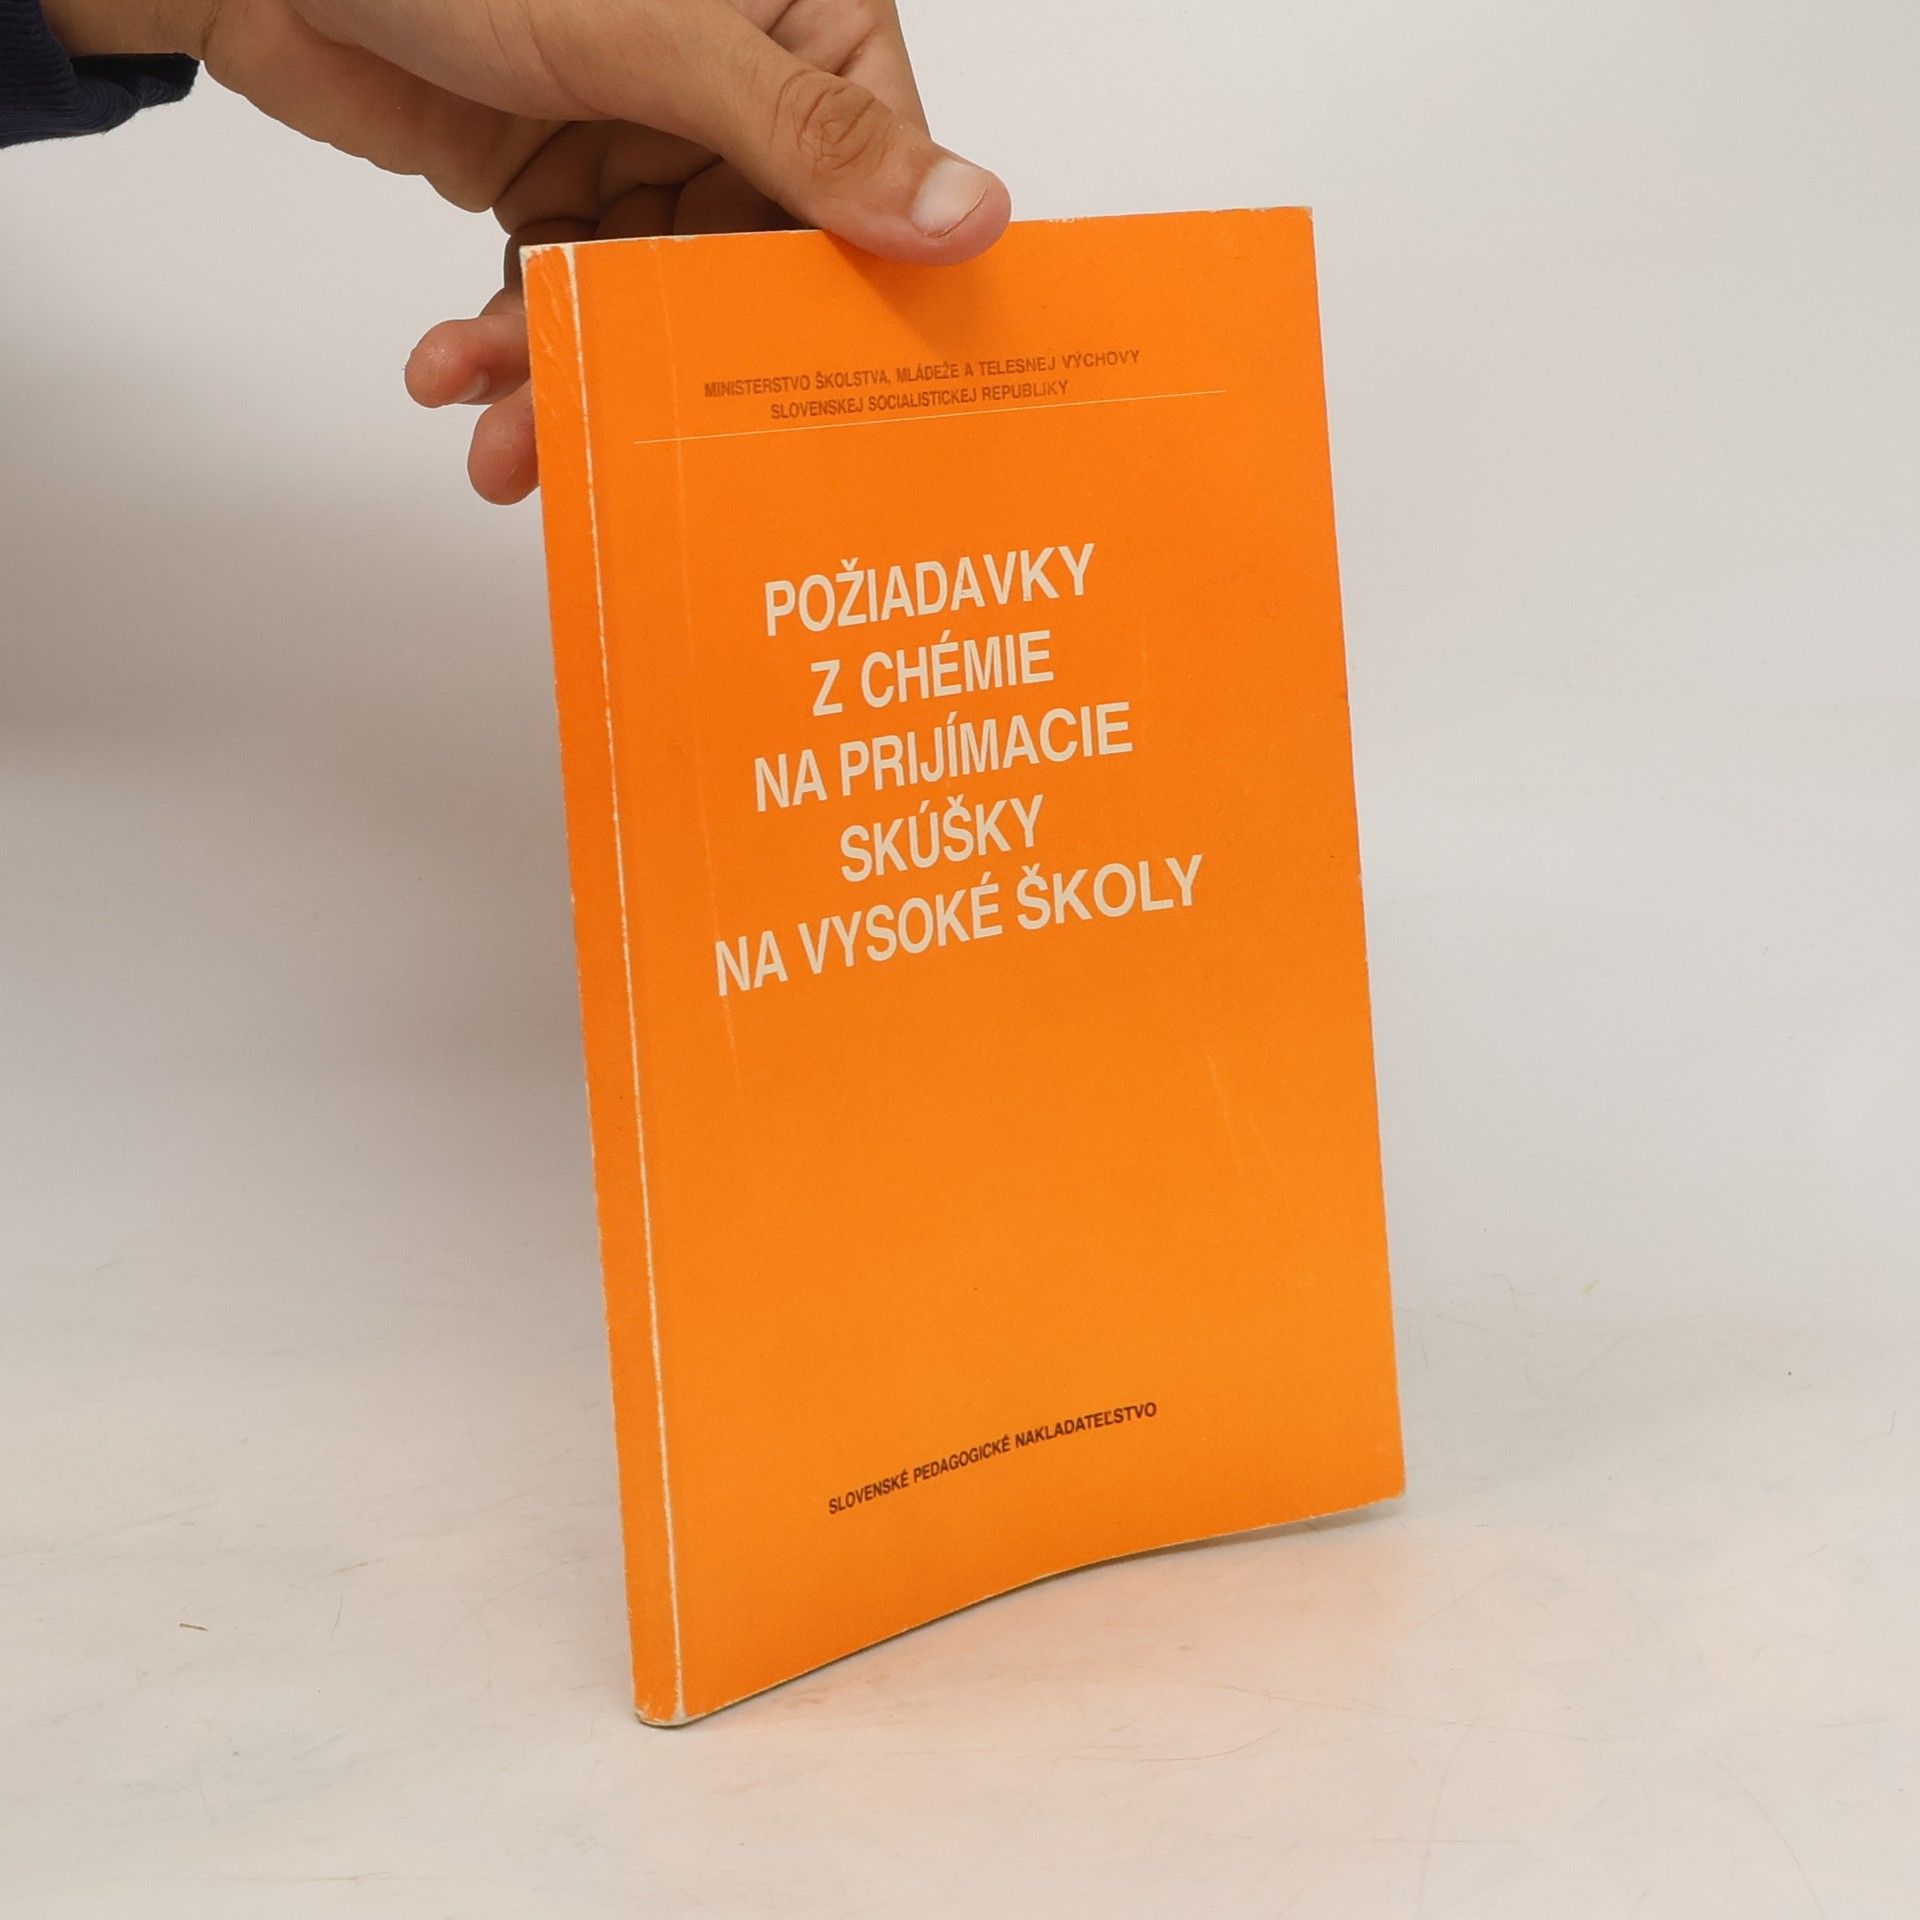 MINISTERSTVO ŠKOLSTVA, MLÁDEŽE A TELESNEJ VÝCHOVY
SLOVENSKEJ SOCIALISTICKEJ REPUBLIKY
POŽIADAVKY
Z CHÉMIE
NA PRIJÍMACIE
SKÚŠKY
NA VYSOKÉ ŠKOLY
SLOVENSKÉ PEDAGOGICKÉ NAKLADATEĽSTVO